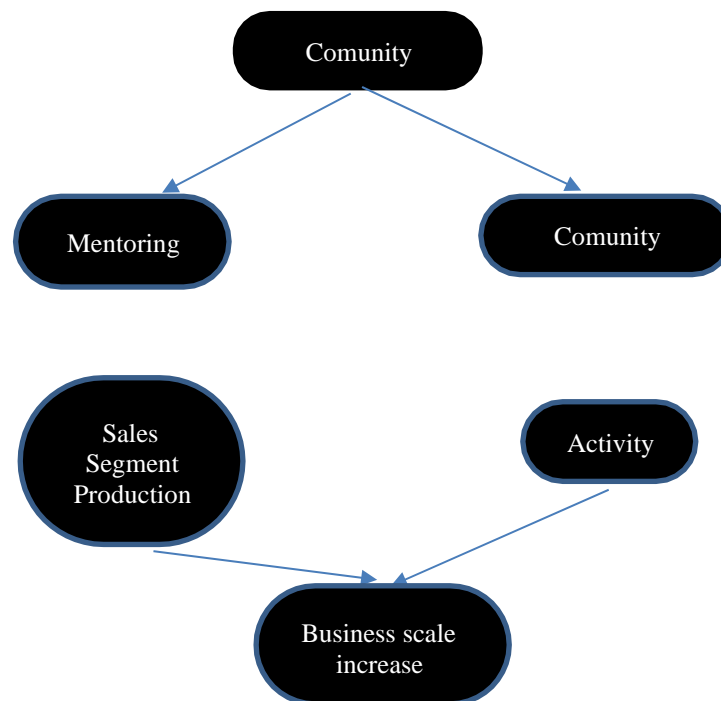 Comunity
Mentoring
Comunity
Sales
Segment
Production
Activity
Business scale
increase